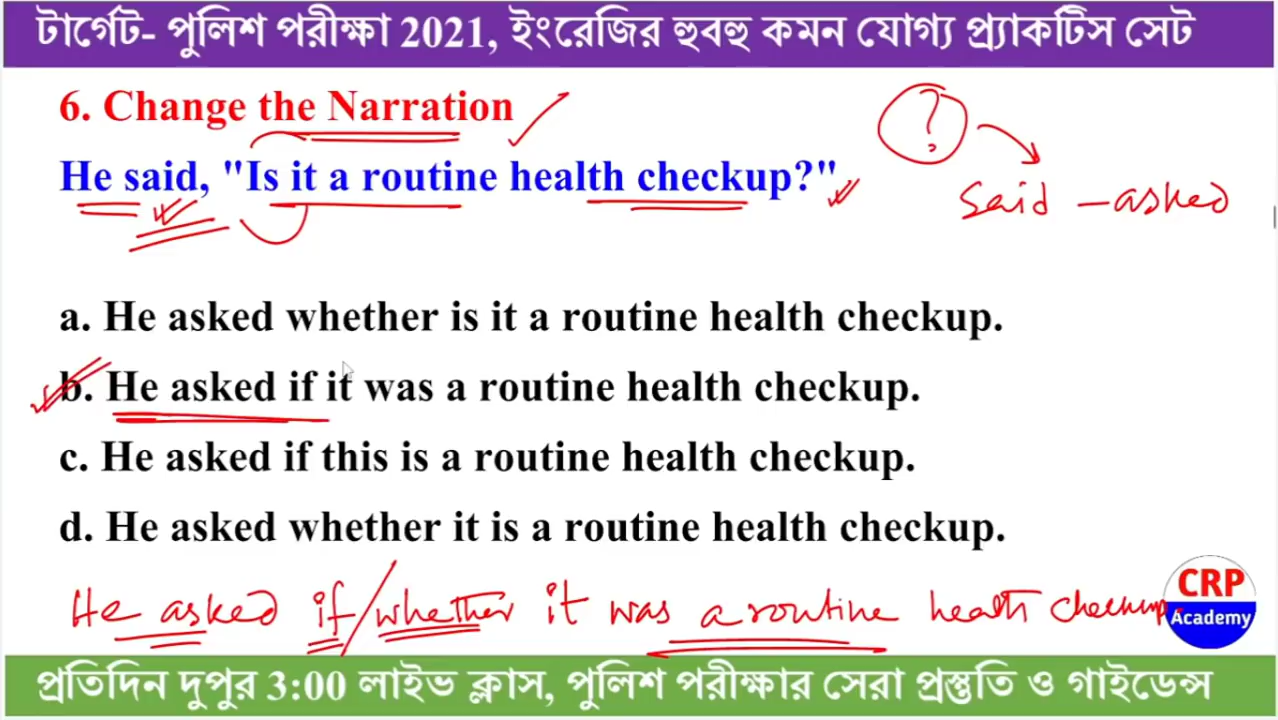 টার্গেট- পুলিশ পরীক্ষা 2021, ইংরেজির হুবহু কমন যোগ্য প্র্যাকটিস সেট
6. Change the Narration
?
He said, "Is it a routine health checkup?"
Said - asked
a. He asked whether is it a routine health checkup.
b. He asked if it was a routine health checkup.
c. He asked if this is a routine health checkup.
d. He asked whether it is a routine health checkup.
He asked if/whether it was a routine health checkup.
CRP
Academy
প্রতিদিন দুপুর 3:00 লাইভ ক্লাস, পুলিশ পরীক্ষার সেরা প্রস্তুতি ও গাইডেন্স